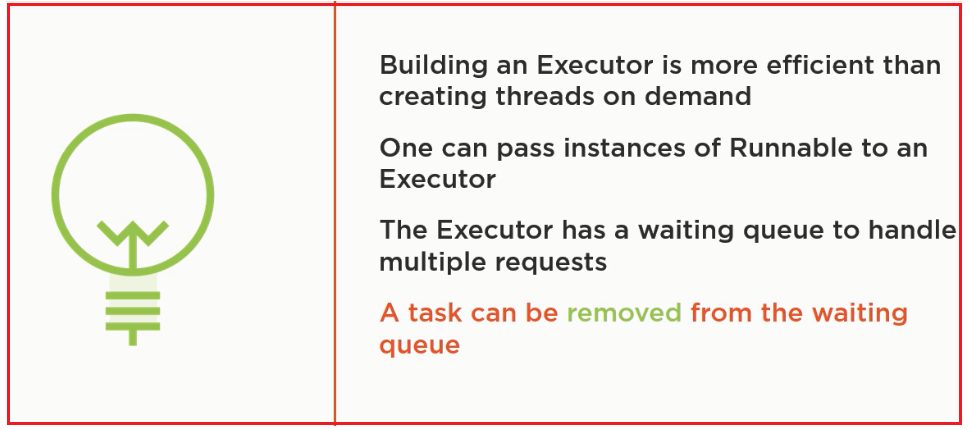 Building an Executor is more efficient than
creating threads on demand
One can pass instances of Runnable to an
Executor
The Executor has a waiting queue to handle
multiple requests
A task can be removed from the waiting
queue